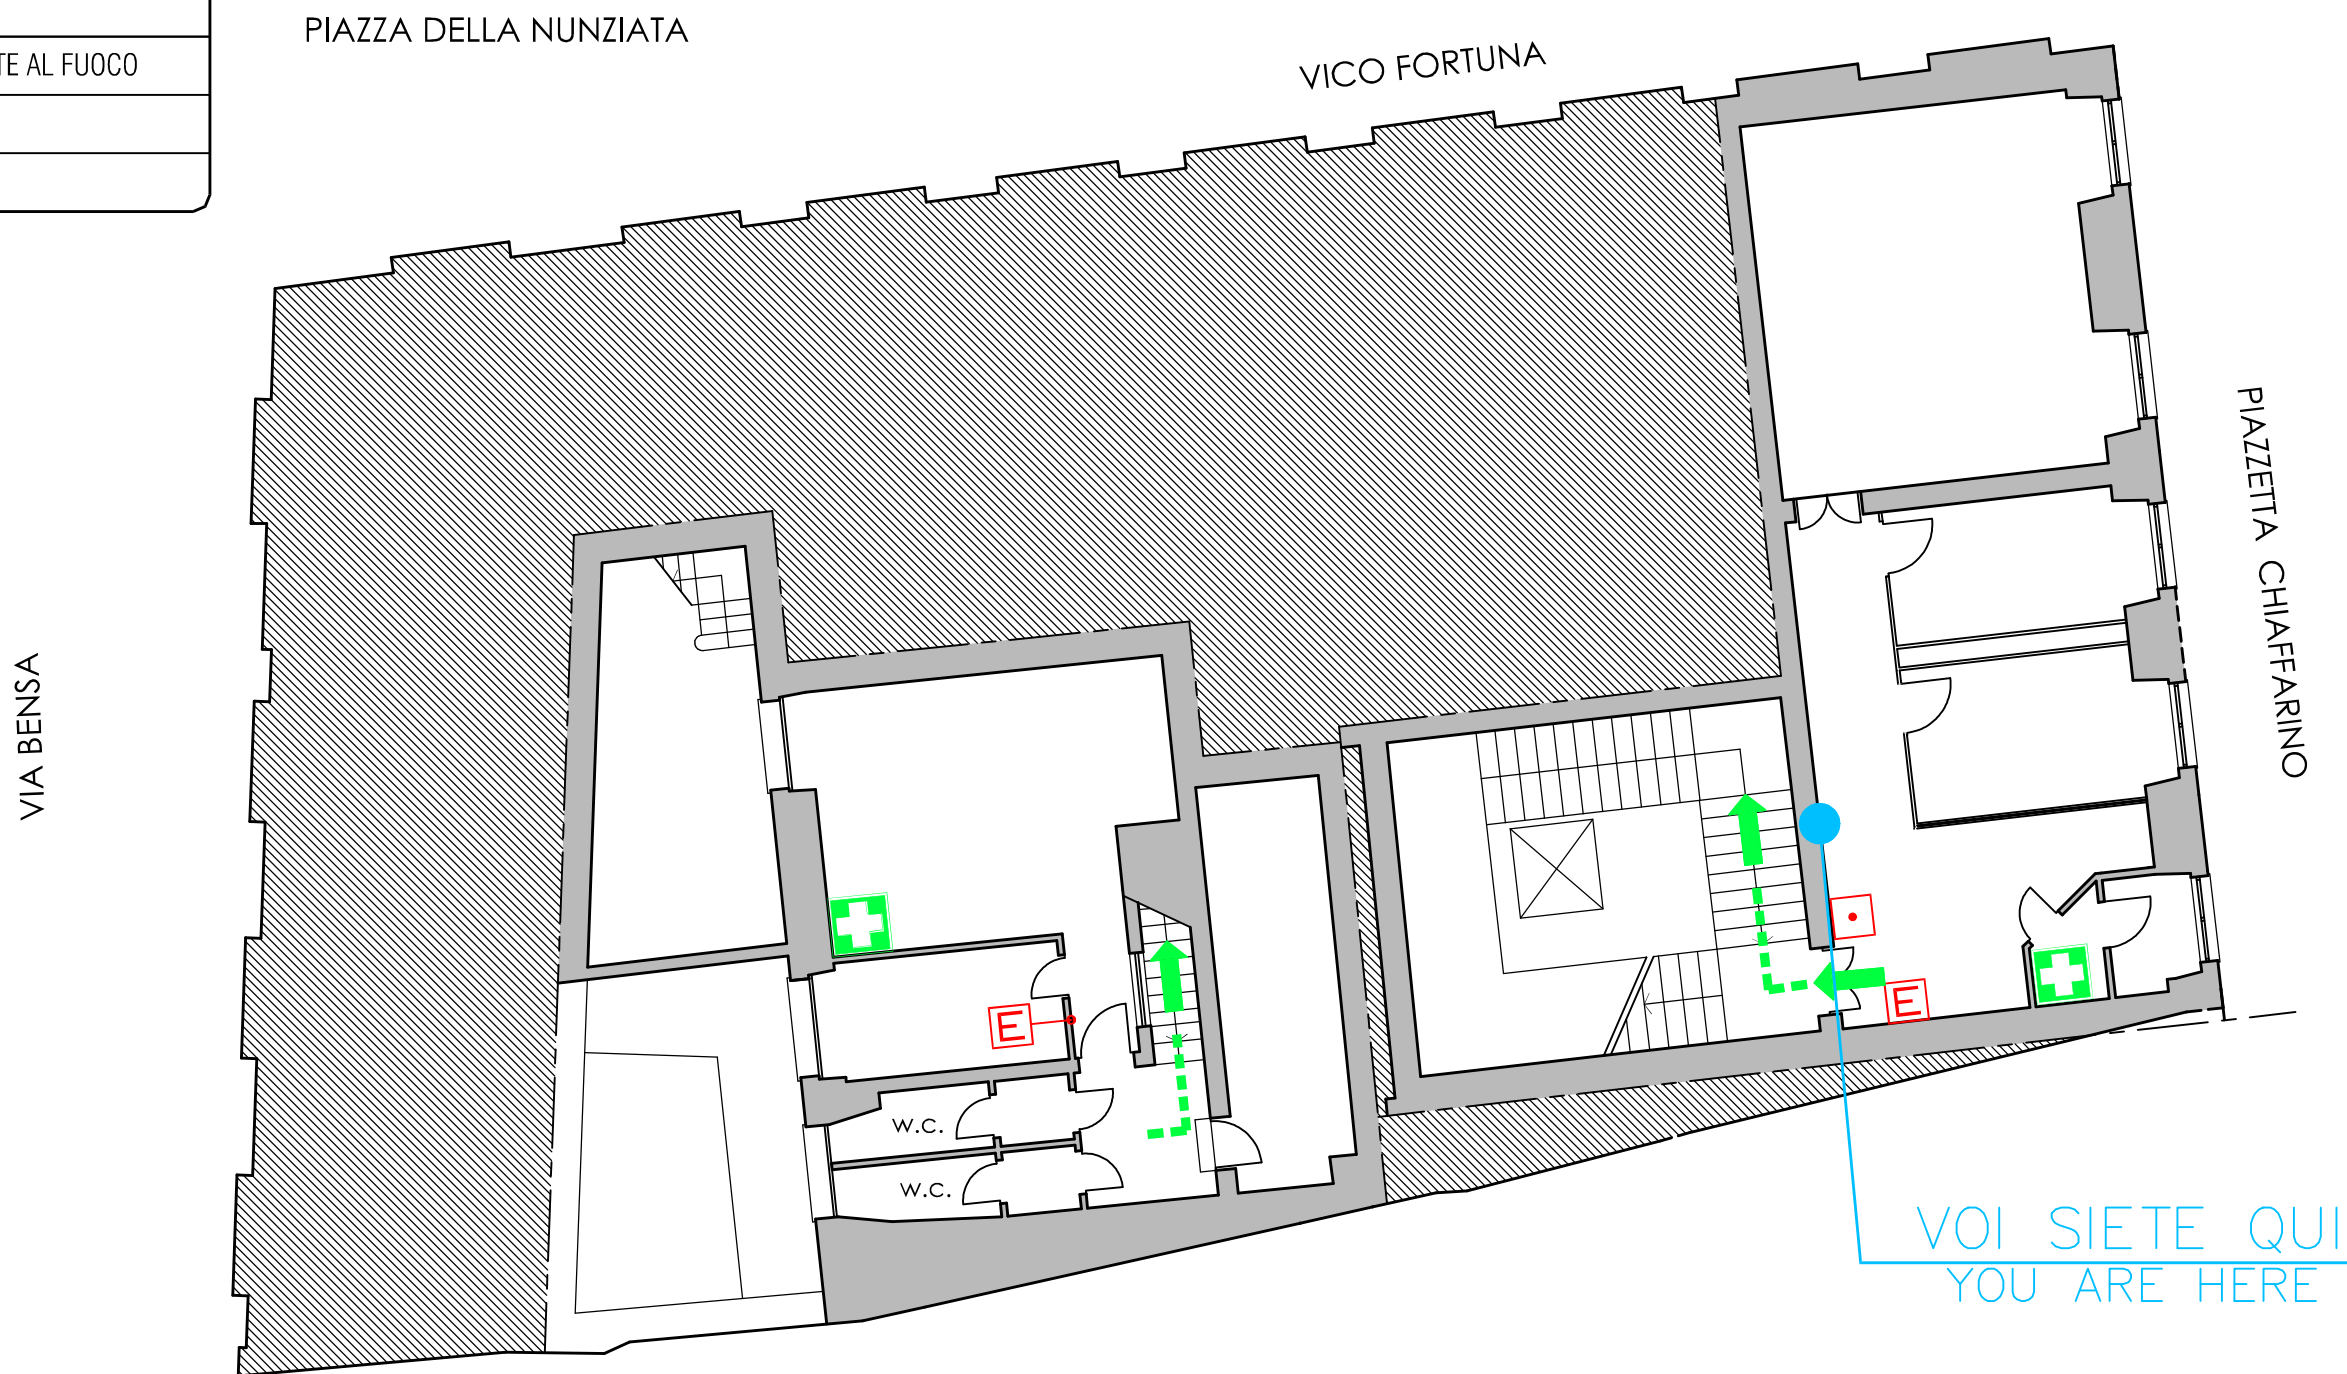 PIAZZA DELLA NUNZIATA
TE AL FUOCO
VICO FORTUNA
PIAZZETTA CHIAFFARINO
VIA BENSA
E
E
W.C.
W.C.
VOI SIETE QUI
YOU ARE HERE